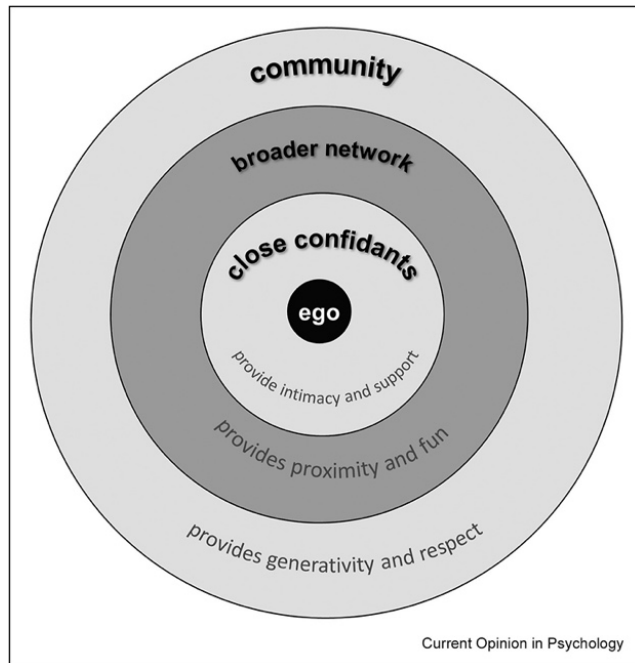 community
broader network
close confidants
ego
provide intimacy and support
provides proximity and fun
provides generativity and respect
Current Opinion in Psychology